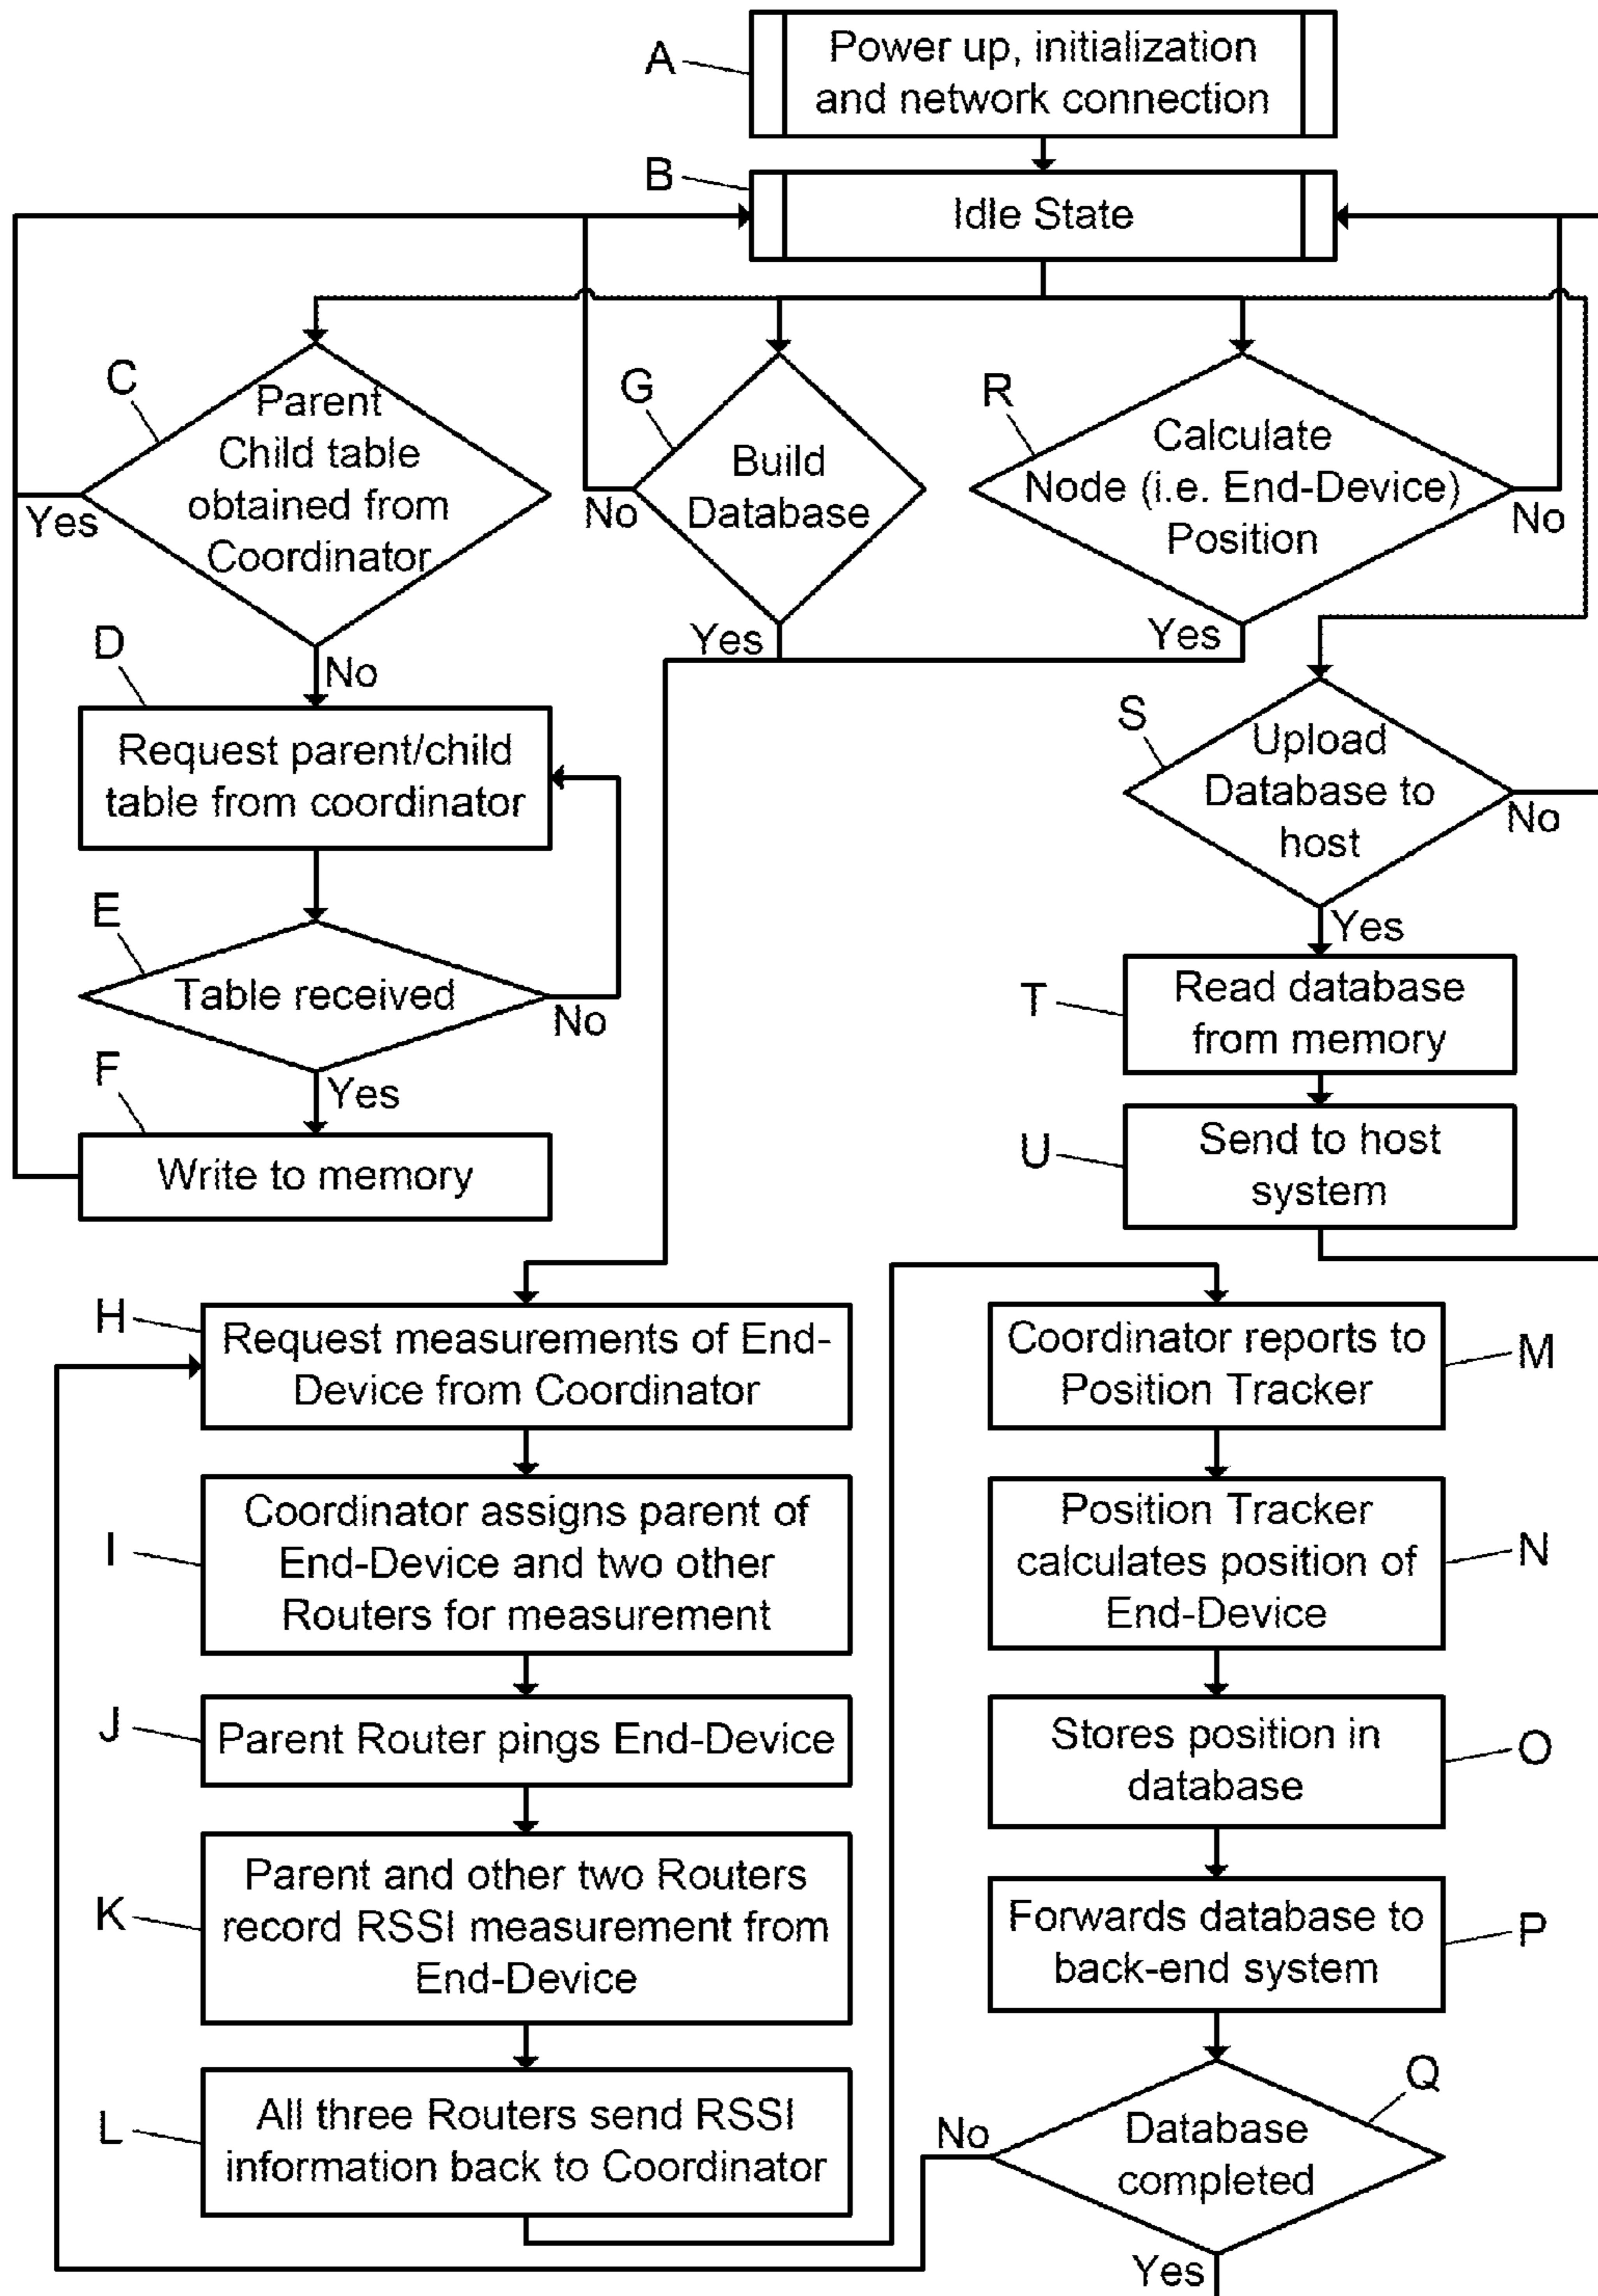 A
Power up, initialization
and network connection
B
Idle State
C
Parent
Child table
obtained from
Coordinator
Yes
No
G
Build
Database
No
Yes
R
Calculate
Node (i.e. End-Device)
Position
No
Yes
D
Request parent/child
table from coordinator
E
Table received
No
Yes
F
Write to memory
S
Upload
Database to
host
No
Yes
T
Read database
from memory
U
Send to host
system
H
Request measurements of End-
Device from Coordinator
I
Coordinator assigns parent of
End-Device and two other
Routers for measurement
J
Parent Router pings End-Device
K
Parent and other two Routers
record RSSI measurement from
End-Device
L
All three Routers send RSSI
information back to Coordinator
M
Coordinator reports to
Position Tracker
N
Position Tracker
calculates position of
End-Device
O
Stores position in
database
P
Forwards database to
back-end system
Q
Database
completed
No
Yes